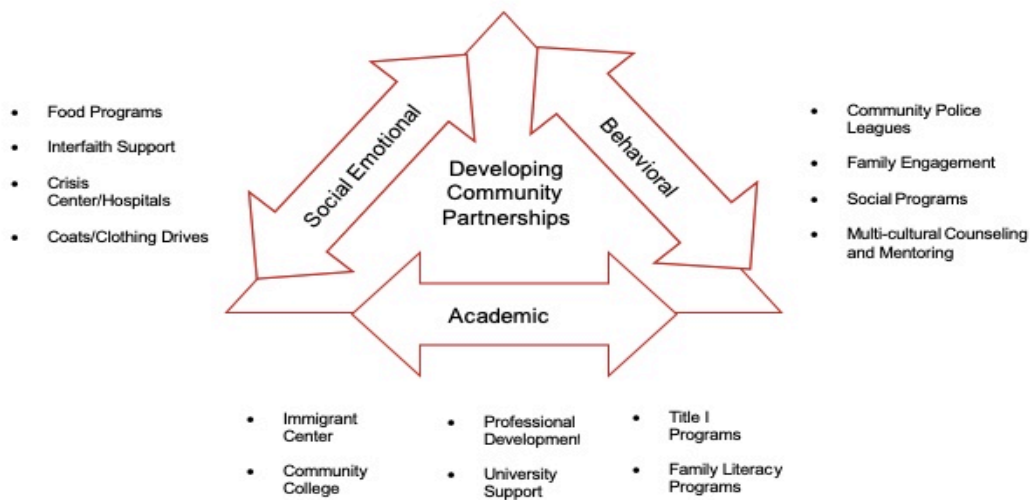 • Food Programs
• Interfaith Support
• Crisis
Center/Hospitals
• Coats/Clothing Drives
Social Emotional
Developing
Community
Partnerships
Behavioral
• Community Police
Leagues
• Family Engagement
• Social Programs
• Multi-cultural Counseling
and Mentoring
Academic
• Immigrant
Center
• Community
College
• Professional
Development
• University
Support
• Title I
Programs
• Family Literacy
Programs